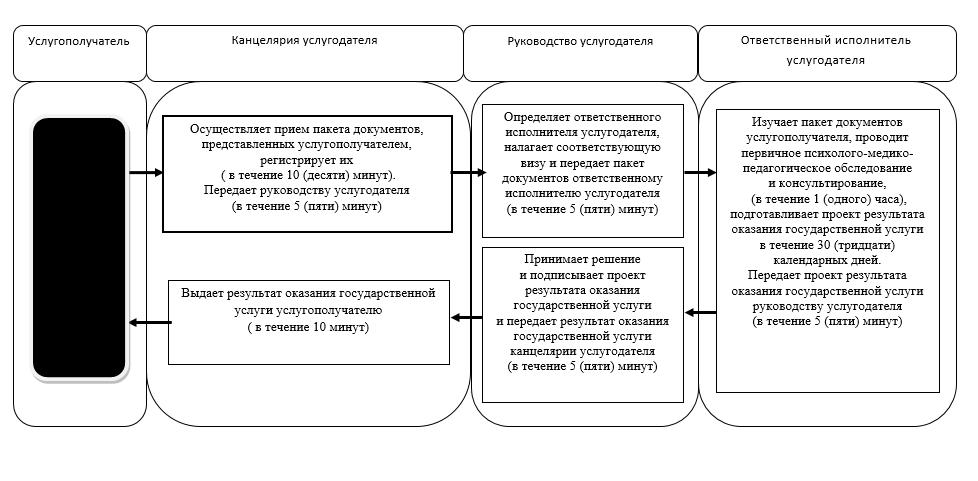 Услугополучатель
Канцелярия услугодателя
Руководство услугодателя
Ответственный исполнитель
услугодателя
Осуществляет прием пакета документов,
представленных услугополучателем,
регистрирует их
( в течение 10 (десяти) минут).
Передает руководству услугодателя
(в течение 5 (пяти) минут)
Определяет ответственного
исполнителя услугодателя,
налагает соответствующую
визу и передает пакет
документов ответственному
исполнителю услугодателя
(в течение 5 (пяти) минут)
Изучает пакет документов
услугополучателя, проводит
первичное психолого-медико-
педагогическое обследование
и консультирование,
(в течение 1 (одного) часа),
подготавливает проект результата
оказания государственной услуги
в течение 30 (тридцати)
календарных дней.
Передает проект результата
оказания государственной услуги
руководству услугодателя
(в течение 5 (пяти) минут)
Принимает решение
и подписывает проект
результата оказания
государственной услуги
и передает результат оказания
государственной услуги
канцелярии услугодателя
(в течение 5 (пяти) минут)
Выдает результат оказания государственной
услуги услугополучателю
( в течение 10 минут)